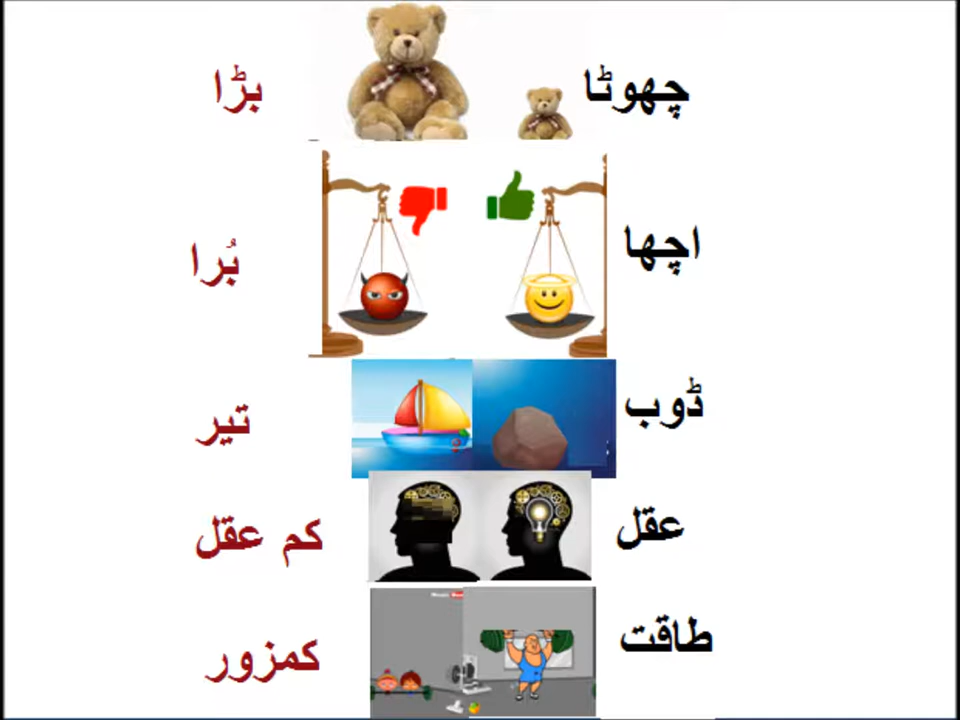 چھوٹا بڑا
اچھا بُرا
ڈوب تیر
عقل کم عقل
طاقت کمزور